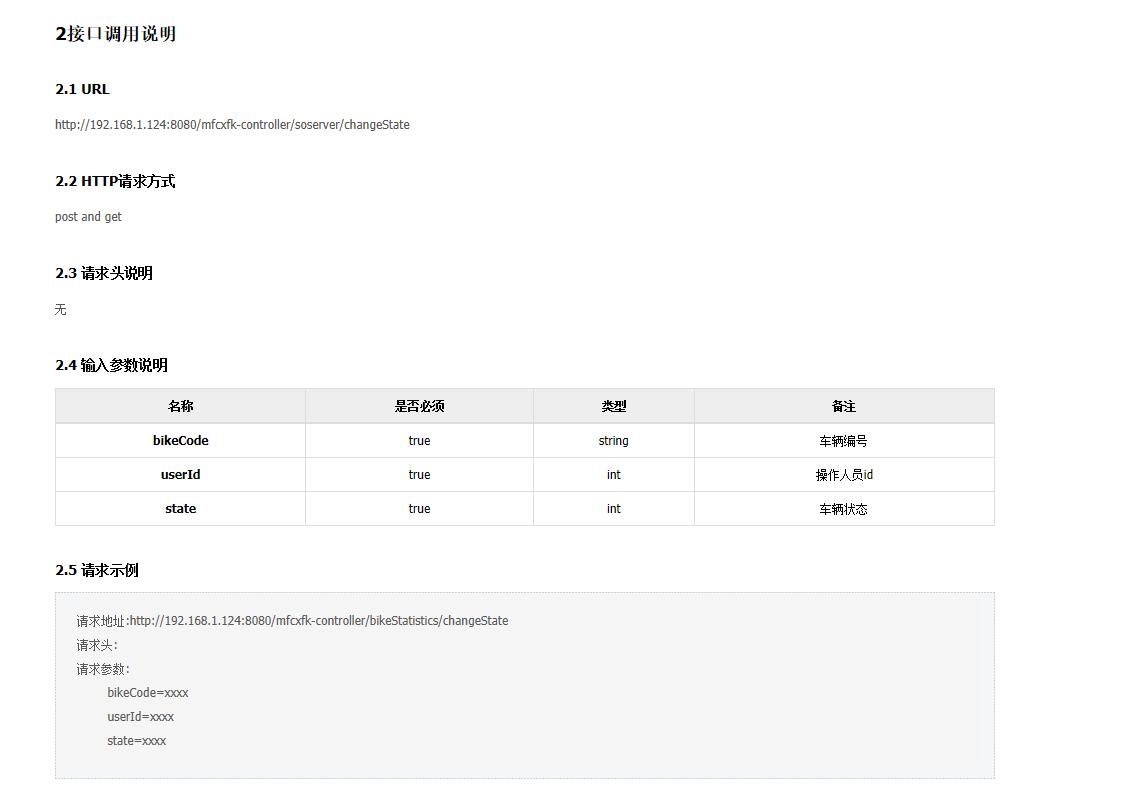 2接口调用说明
2.1 URL
http://192.168.1.124:8080/mfcxfk-controller/soserver/changeState
2.2 HTTP请求方式
post and get
2.3 请求头说明
无
2.4 输入参数说明
名称 是否必须 类型 备注
bikeCode true string 车辆编号
userId true int 操作人员id
state true int 车辆状态
2.5 请求示例
请求地址:http://192.168.1.124:8080/mfcxfk-controller/bikeStatistics/changeState
请求头:
请求参数:
bikeCode=xxxx
userId=xxxx
state=xxxx